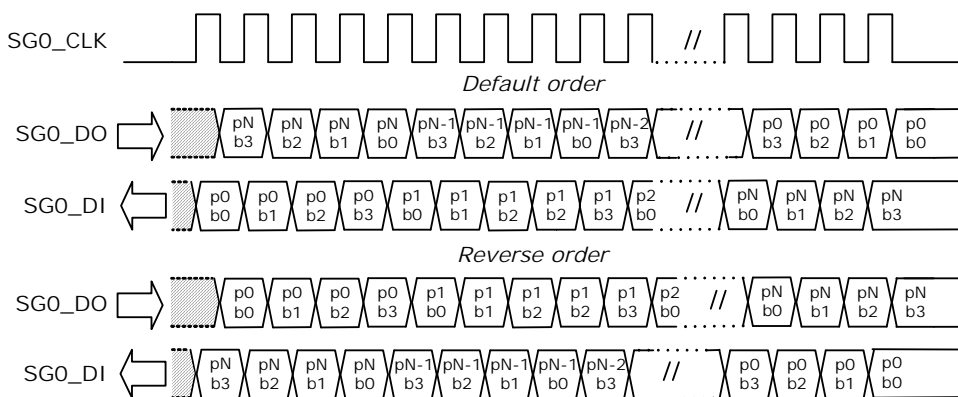 SG0_CLK //
Default order
SG0_DO pN pN pN pN pN-1 pN-1 pN-1 pN-1 pN-2 // p0 p0 p0 p0
b3 b2 b1 b0 b3 b2 b1 b0 b3 b3 b2 b1 b0
SG0_DI p0 p0 p0 p0 p1 p1 p1 p1 p1 p2 // pN pN pN pN
b0 b1 b2 b3 b0 b1 b2 b2 b3 b0 b0 b1 b2 b3
Reverse order
SG0_DO p0 p0 p0 p0 p1 p1 p1 p1 p1 p2 // pN pN pN pN
b0 b1 b2 b3 b0 b1 b2 b2 b3 b0 b0 b1 b2 b3
SG0_DI pN pN pN pN pN-1 pN-1 pN-1 pN-1 pN-2 // p0 p0 p0 p0
b3 b2 b1 b0 b3 b2 b1 b0 b3 b3 b2 b1 b0